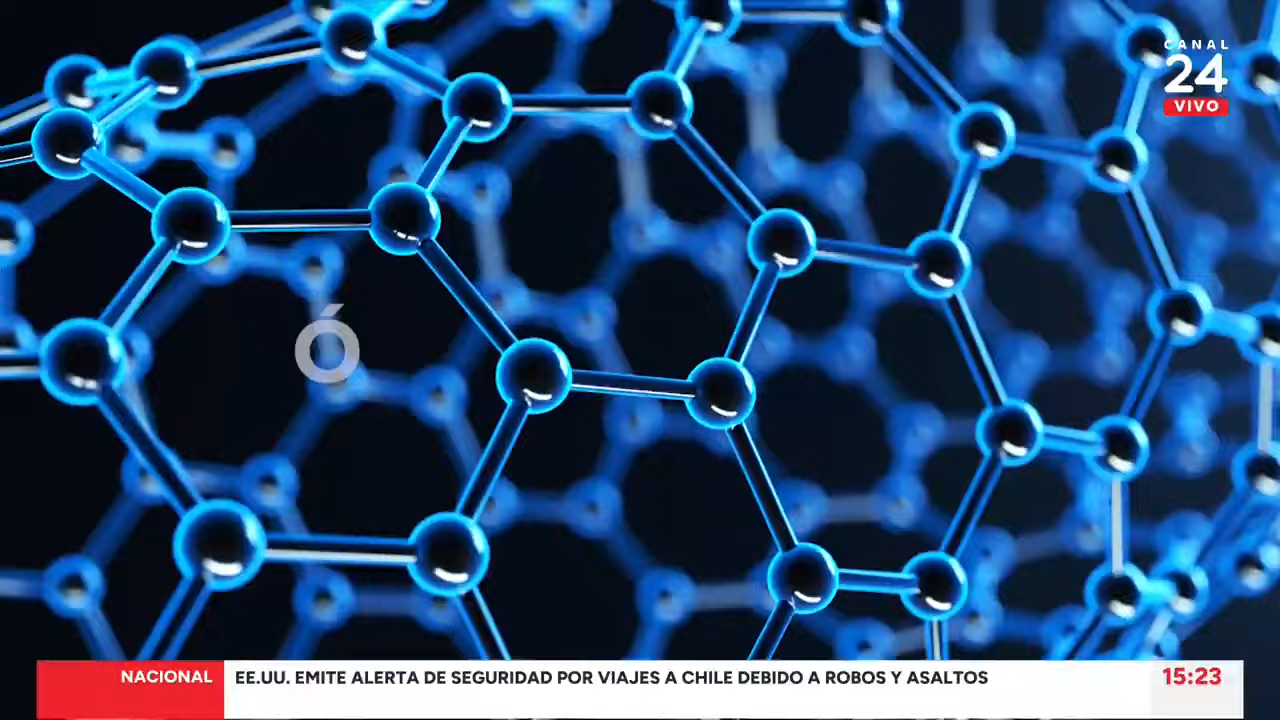 CANAL
24
VIVO
Ó
NACIONAL
EE.UU. EMITE ALERTA DE SEGURIDAD POR VIAJES A CHILE DEBIDO A ROBOS Y ASALTOS
15:23